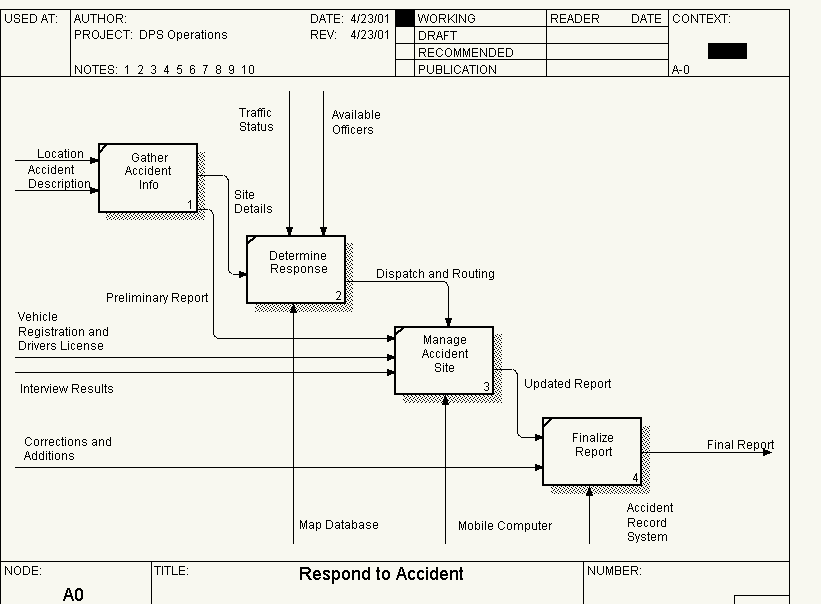 USED AT:
AUTHOR:
DATE: 4/23/01
WORKING
READER DATE
CONTEXT:
PROJECT: DPS Operations
REV: 4/23/01
DRAFT
RECOMMENDED
NOTES: 1 2 3 4 5 6 7 8 9 10
PUBLICATION
A-0
Traffic
Status
Available
Officers
Location
Accident
Description
Gather
Accident
Info
1
Site
Details
Determine
Response
2
Dispatch and Routing
Preliminary Report
Vehicle
Registration and
Drivers License
Manage
Accident
Site
3
Interview Results
Updated Report
Corrections and
Additions
Finalize
Report
4
Final Report
Map Database
Mobile Computer
Accident
Record
System
NODE:
A0
TITLE:
Respond to Accident
NUMBER: